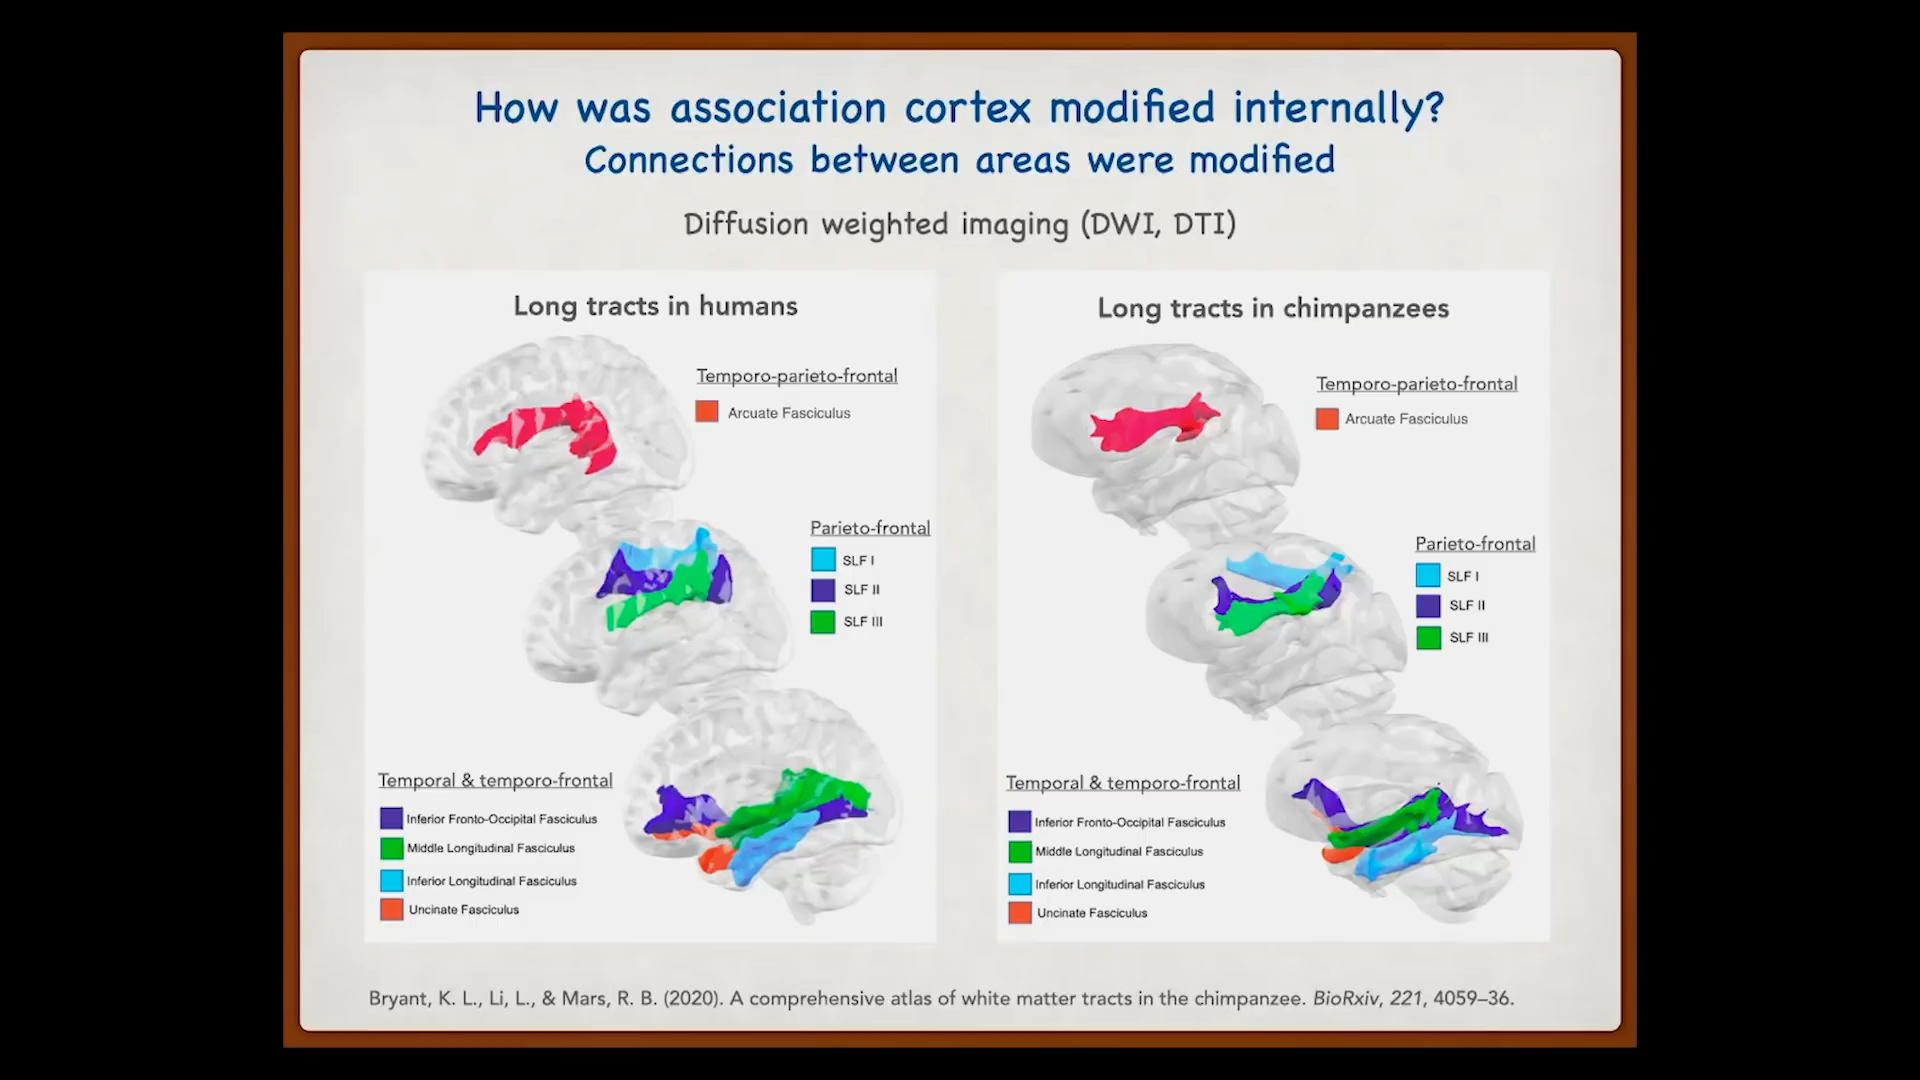 How was association cortex modified internally?
Connections between areas were modified
Diffusion weighted imaging (DWI, DTI)
Long tracts in humans
Temporo-parieto-frontal
Arcuate Fasciculus
Parieto-frontal
SLF I
SLF II
SLF III
Temporal & temporo-frontal
Inferior Fronto-Occipital Fasciculus
Middle Longitudinal Fasciculus
Inferior Longitudinal Fasciculus
Uncinate Fasciculus
Long tracts in chimpanzees
Temporo-parieto-frontal
Arcuate Fasciculus
Parieto-frontal
SLF I
SLF II
SLF III
Temporal & temporo-frontal
Inferior Fronto-Occipital Fasciculus
Middle Longitudinal Fasciculus
Inferior Longitudinal Fasciculus
Uncinate Fasciculus
Bryant, K. L., Li, L., & Mars, R. B. (2020). A comprehensive atlas of white matter tracts in the chimpanzee. BioRxiv, 221, 4059–36.